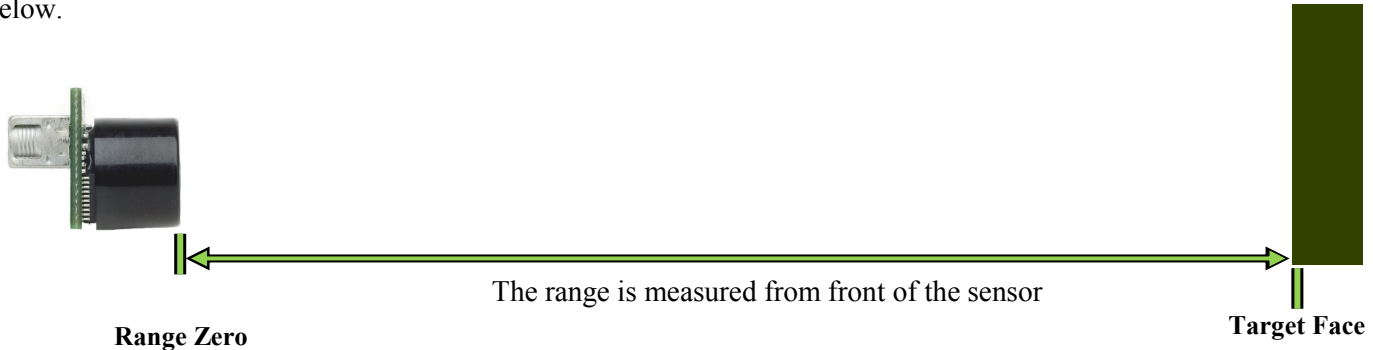 elow.
The range is measured from front of the sensor
Range Zero
Target Face